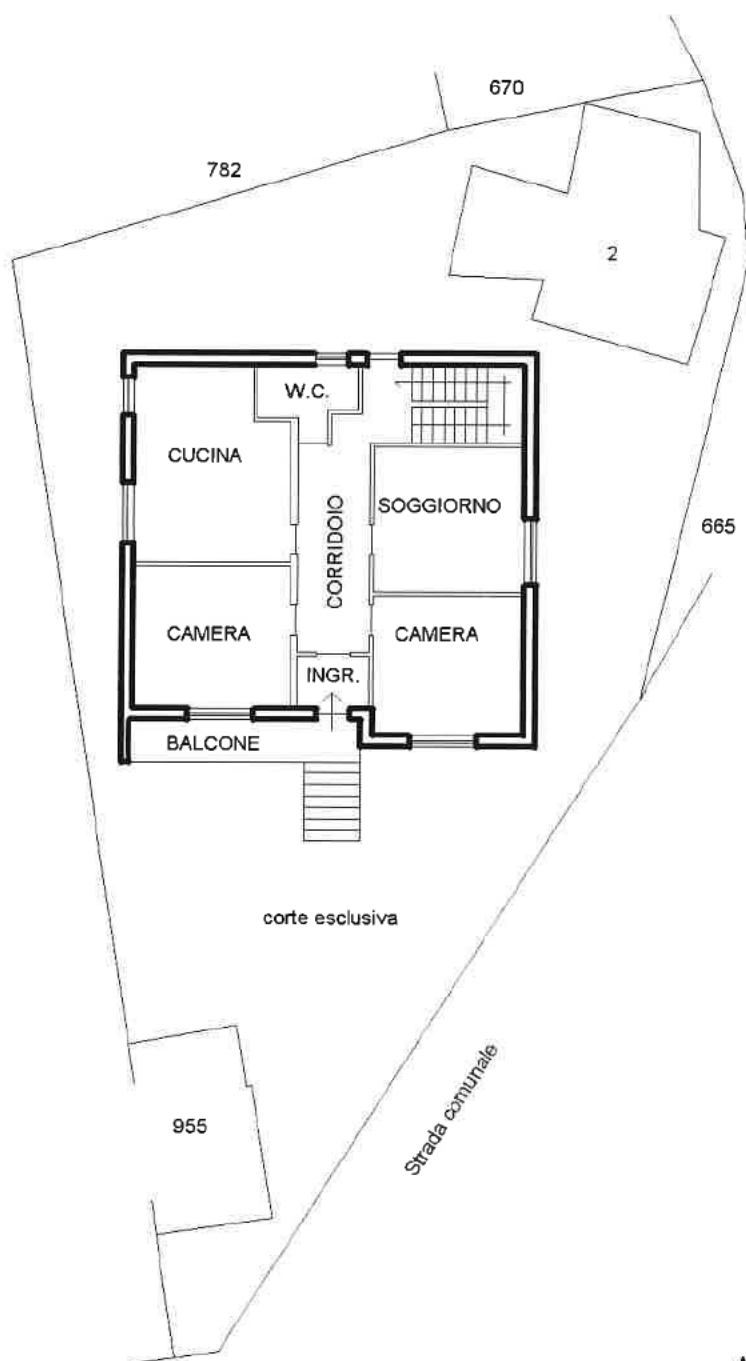 670
782
2
W.C.
CUCINA
SOGGIORNO
CORRIDOIO
665
CAMERA
CAMERA
INGR.
BALCONE
corte esclusiva
Strada comunale
955